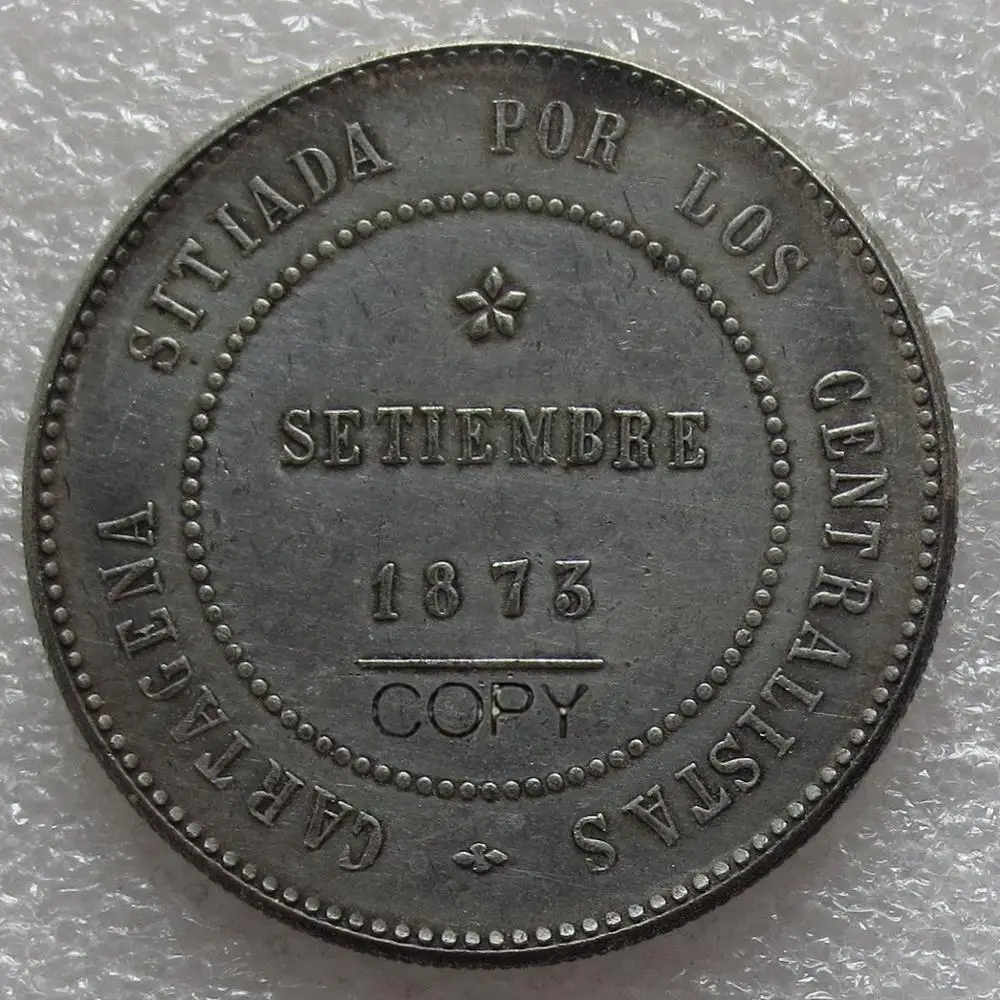 CARTAGENA SITIADA POR LOS CENTRALISTAS
SETIEMBRE
1873
COPY